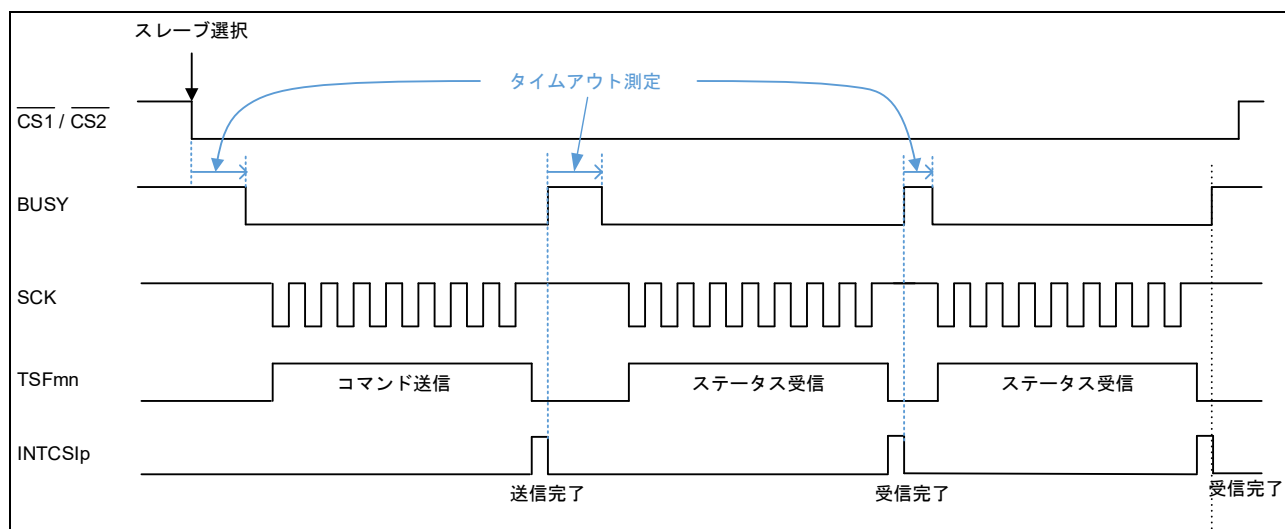 スレーブ選択
タイムアウト測定
CS1 / CS2
BUSY
SCK
TSFmn
コマンド送信
ステータス受信
ステータス受信
INTCSIp
送信完了
受信完了
受信完了